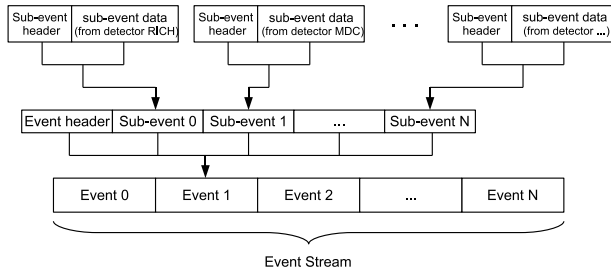 Sub-event header
sub-event data (from detector RICH)
Sub-event header
sub-event data (from detector MDC)
. . .
Sub-event header
sub-event data (from detector ...)
Event header
Sub-event 0
Sub-event 1
...
Sub-event N
Event 0
Event 1
Event 2
...
Event N
Event Stream